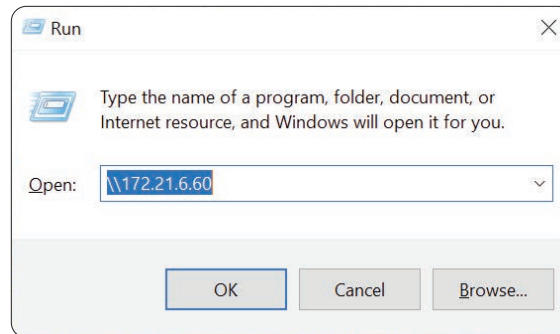 Run
Type the name of a program, folder, document, or
Internet resource, and Windows will open it for you.
Open: \\172.21.6.60
OK Cancel Browse...